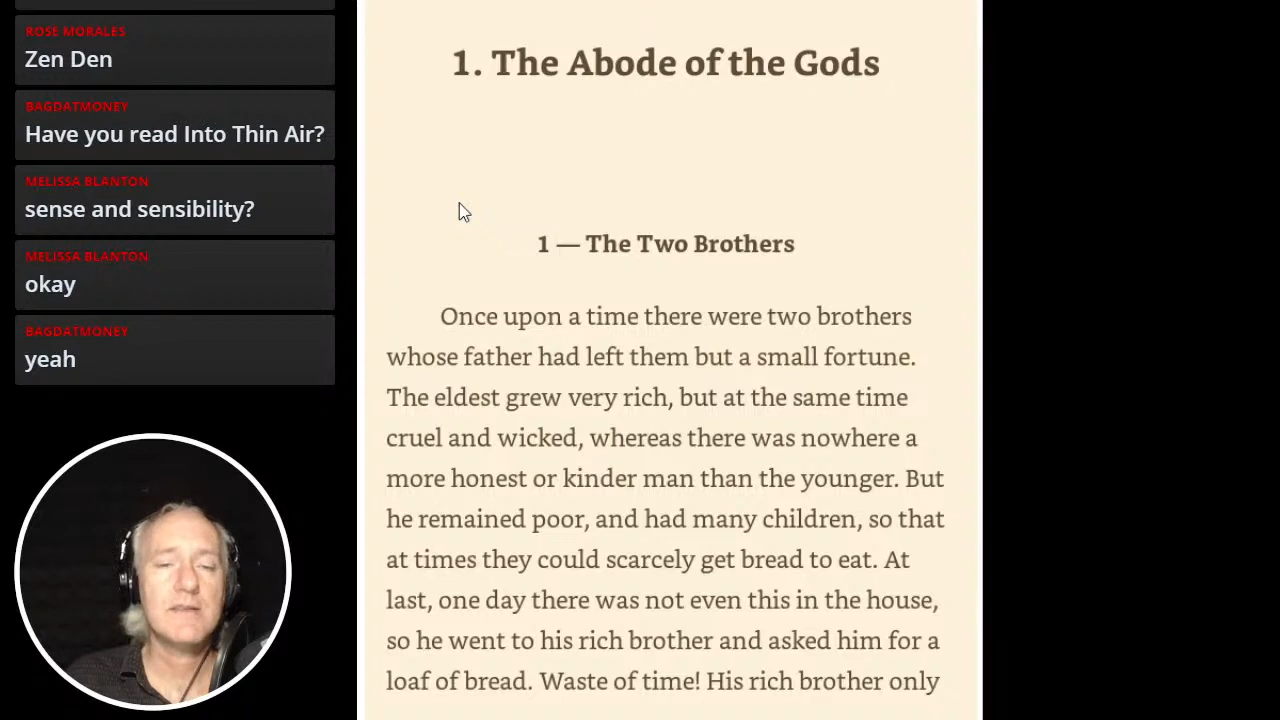 ROSE MORALES
Zen Den
BAGDATMONEY
Have you read Into Thin Air?
MELISSA BLANTON
sense and sensibility?
MELISSA BLANTON
okay
BAGDATMONEY
yeah
1. The Abode of the Gods
1 — The Two Brothers
Once upon a time there were two brothers
whose father had left them but a small fortune.
The eldest grew very rich, but at the same time
cruel and wicked, whereas there was nowhere a
more honest or kinder man than the younger. But
he remained poor, and had many children, so that
at times they could scarcely get bread to eat. At
last, one day there was not even this in the house,
so he went to his rich brother and asked him for a
loaf of bread. Waste of time! His rich brother only